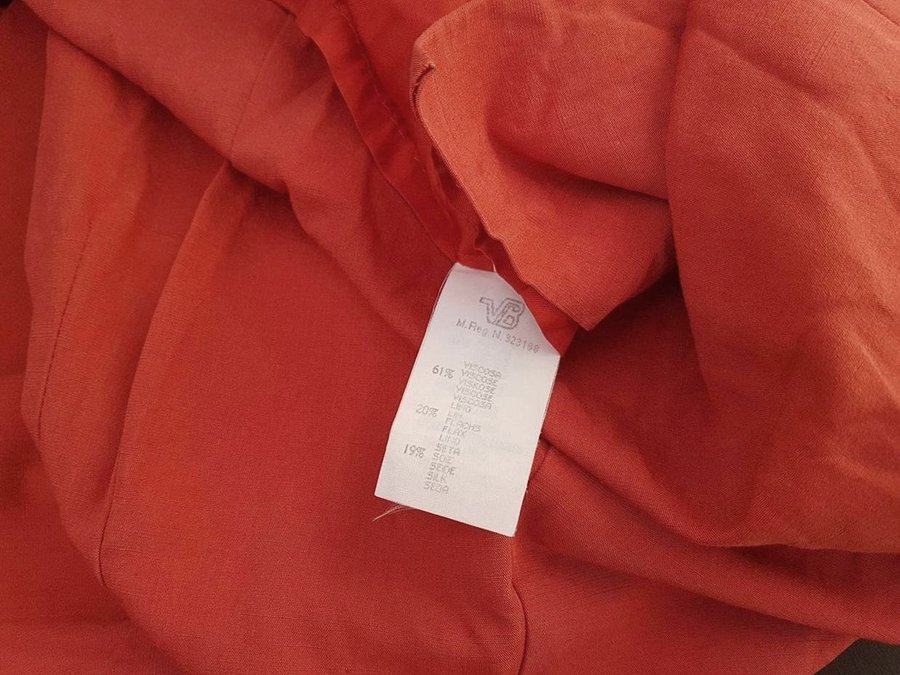 VB
M. Reg. N. 323188
VISCOSA
61% VISCOSE
VISKOSE
VISCOSE
VISCOSA
20% LINO
LIN
FLACHS
FLAX
LINO
19% SETA
SOIE
SEIDE
SILK
SEDA